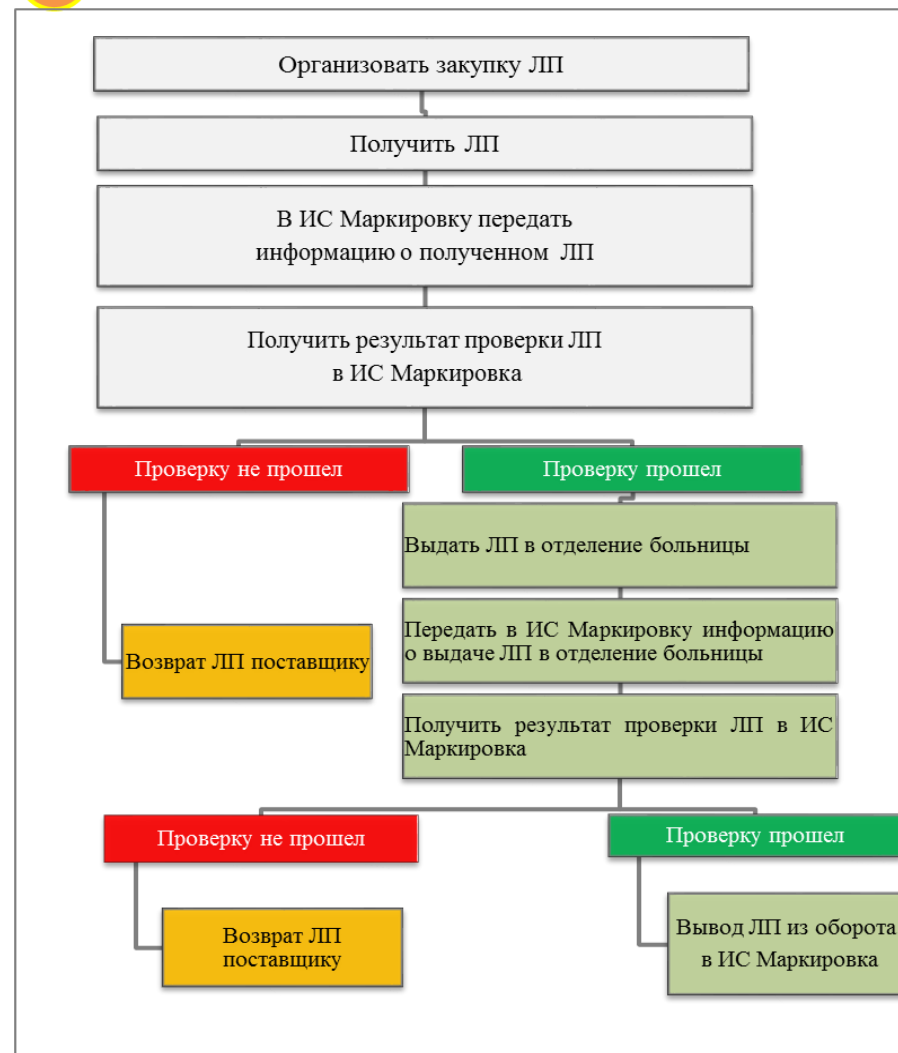 Организовать закупку ЛП
Получить ЛП
В ИС Маркировку передать
информацию о полученном ЛП
Получить результат проверки ЛП
в ИС Маркировка
Проверку не прошел
Проверку прошел
Выдать ЛП в отделение больницы
Передать в ИС Маркировку информацию
о выдаче ЛП в отделение больницы
Возврат ЛП поставщику
Получить результат проверки ЛП в ИС
Маркировка
Проверку не прошел
Проверку прошел
Возврат ЛП
поставщику
Вывод ЛП из оборота
в ИС Маркировка